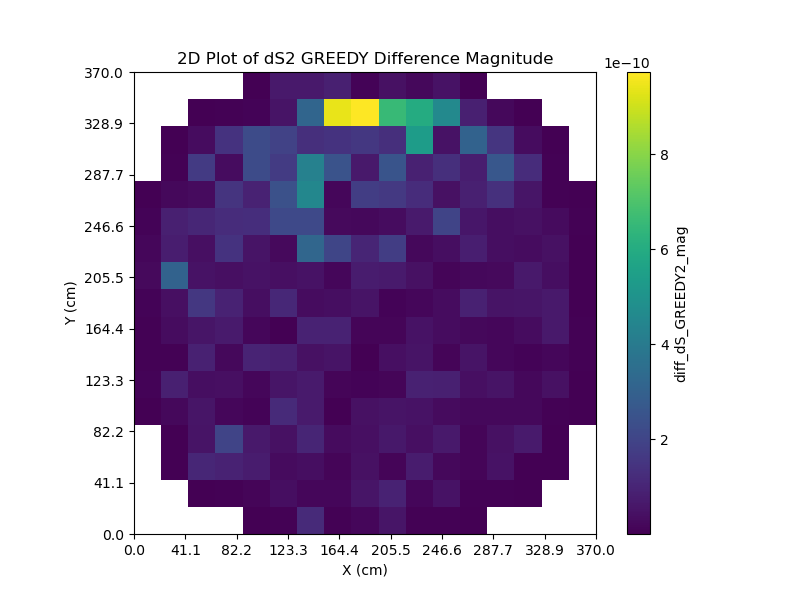 2D Plot of dS2 GREEDY Difference Magnitude
1e−10
370.0
328.9
287.7
246.6
205.5
164.4
123.3
82.2
41.1
0.0
Y (cm)
0.0 41.1 82.2 123.3 164.4 205.5 246.6 287.7 328.9 370.0
X (cm)
8
6
4
2
diff_dS_GREEDY2_mag